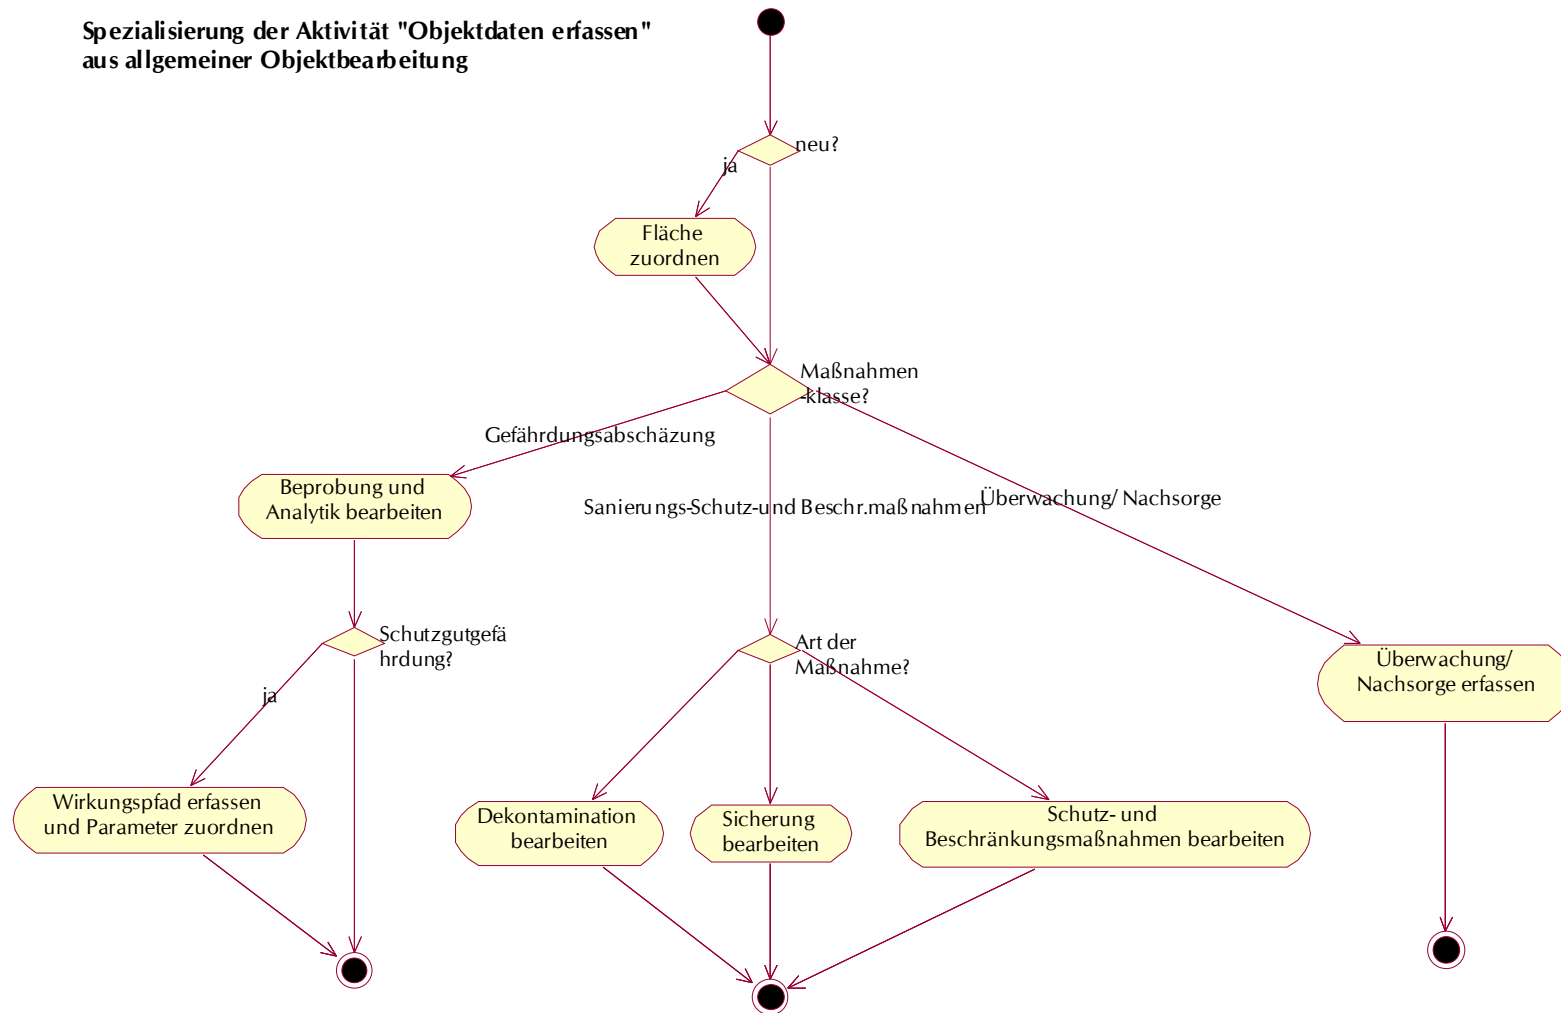 Spezialisierung der Aktivität "Objektdaten erfassen"
aus allgemeiner Objektbearbeitung
neu?
ja
Fläche
zuordnen
Maßnahmen
-klasse?
Gefährdungsabschäzung
Beprobung und
Analytik bearbeiten
Sanierungs-Schutz-und Beschr.maßnahmen
Überwachung/ Nachsorge
Schutzgutgefä
hrdung?
Art der
Maßnahme?
Überwachung/
Nachsorge erfassen
ja
Wirkungspfad erfassen
und Parameter zuordnen
Dekontamination
bearbeiten
Sicherung
bearbeiten
Schutz- und
Beschränkungsmaßnahmen bearbeiten